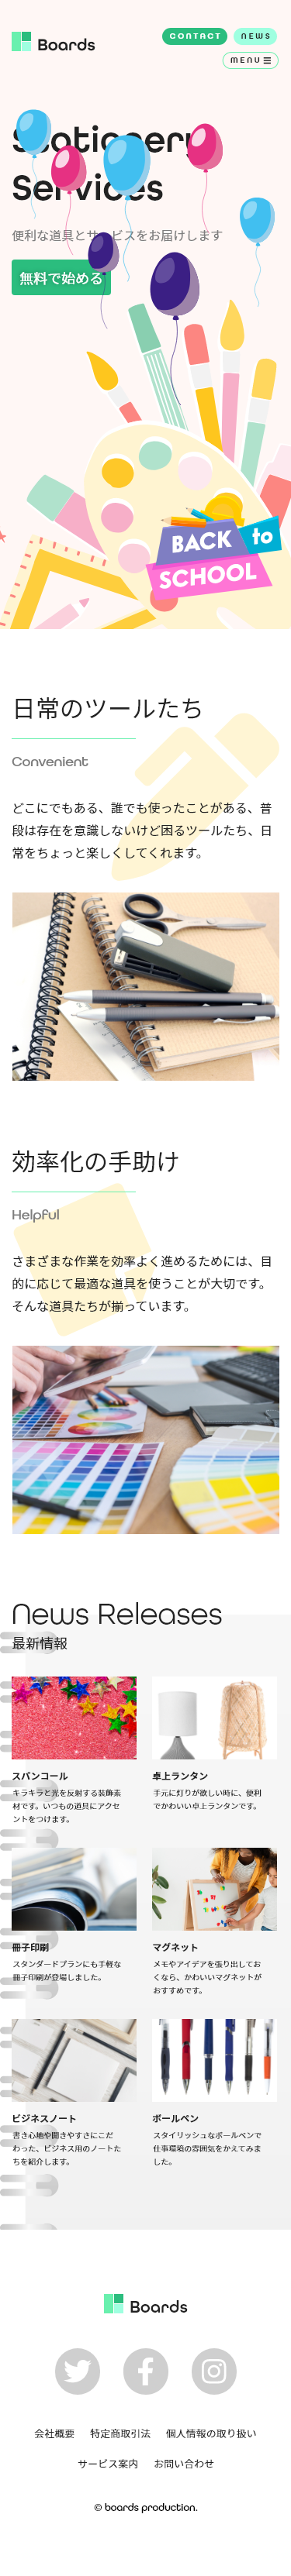 Boards
CONTACT
NEWS
MENU
Stationery
Services
便利な道具とサービスをお届けします
無料で始める
BACK to
SCHOOL
日常のツールたち
Convenient
どこにでもある、誰でも使ったことがある、普
段は存在を意識しないけど困るツールたち、日
常をちょっと楽しくしてくれます。
効率化の手助け
Helpful
さまざまな作業を効率よく進めるためには、目
的に応じて最適な道具を使うことが大切です。
そんな道具たちが揃っています。
News Releases
最新情報
スパンコール
キラキラと光を反射する装飾素
材です。いつもの道具にアクセ
ントをつけます。
卓上ランタン
手元に灯りが欲しい時に、便利
でかわいい卓上ランタンです。
冊子印刷
スタンダードプランにも手軽な
冊子印刷が登場しました。
マグネット
メモやアイデアを張り出してお
くなら、かわいいマグネットが
おすすめです。
ビジネスノート
書き心地や開きやすさにこだ
わった、ビジネス用のノートた
ちを紹介します。
ボールペン
スタイリッシュなボールペンで
仕事環境の雰囲気をかえてみま
した。
Boards
会社概要 特定商取引法 個人情報の取り扱い
サービス案内 お問い合わせ
© boards production.